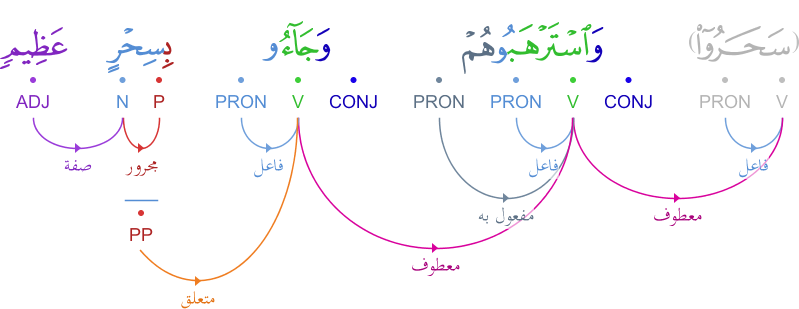 (سَحَرُوٓا۟) وَٱسْتَرْهَبُوهُمْ وَجَآءُو بِسِحْرٍ عَظِيمٍ
V PRON CONJ V PRON PRON CONJ V PRON P N ADJ
فاعل فاعل فاعل مجرور صفة
معطوف مفعول به
PP
معطوف
متعلق